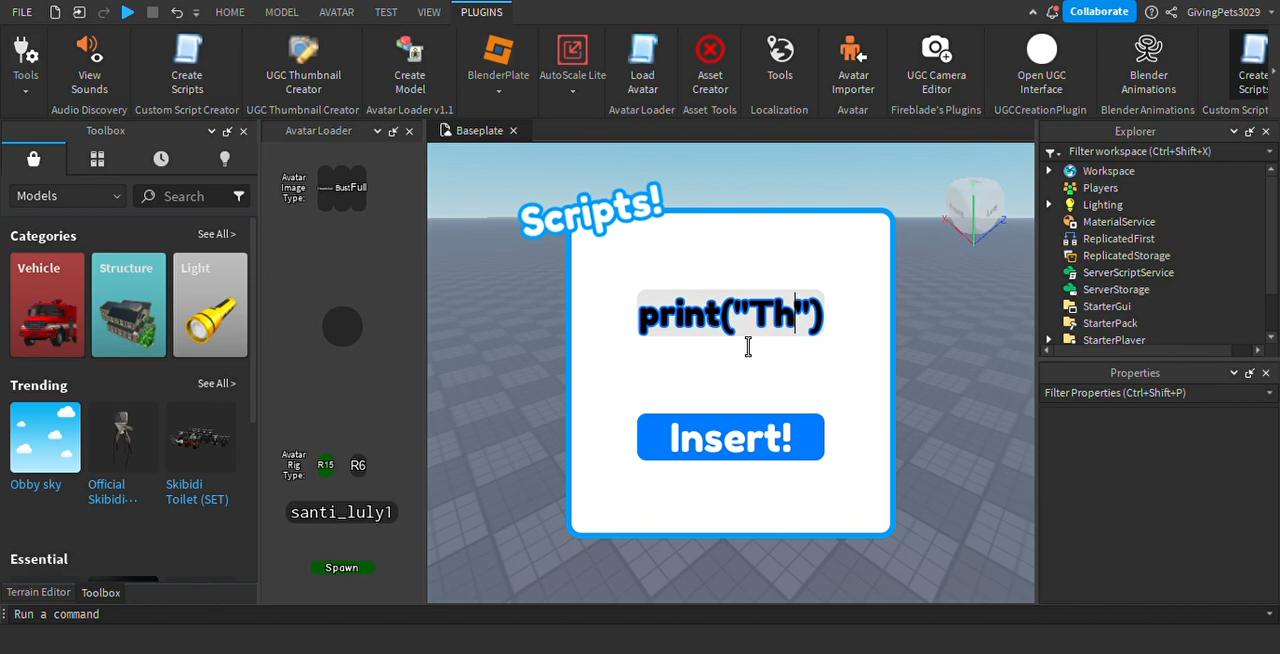 FILE
HOME
MODEL
AVATAR
TEST
VIEW
PLUGINS
Collaborate
GivingPets3029
Tools
View Sounds
Create Scripts
UGC Thumbnail Creator
Create Model
BlenderPlate
AutoScale Lite
Load Avatar
Asset Creator
Tools
Avatar Importer
UGC Camera Editor
Open UGC Interface
Blender Animations
Create Scripts
Audio Discovery
Custom Script Creator
UGC Thumbnail Creator
Avatar Loader v1.1
Avatar Loader
Asset Tools
Localization
Avatar
Fireblade's Plugins
UGCCreationPlugin
Blender Animations
Custom Script
Toolbox
Models
Search
Categories
See All >
Vehicle
Structure
Light
Trending
See All >
Obby sky
Official Skibidi...
Skibidi Toilet (SET)
Essential
Terrain Editor
Toolbox
Avatar Loader
Avatar
Image
Type:
Bust
Full
Avatar
Rig
Type:
R15
R6
santi_luly1
Spawn
Baseplate
Scripts!
print("Th")
Insert!
Explorer
Filter workspace (Ctrl+Shift+X)
Workspace
Players
Lighting
MaterialService
ReplicatedFirst
ReplicatedStorage
ServerScriptService
ServerStorage
StarterGui
StarterPack
StarterPlayer
Properties
Filter Properties (Ctrl+Shift+P)
Run a command